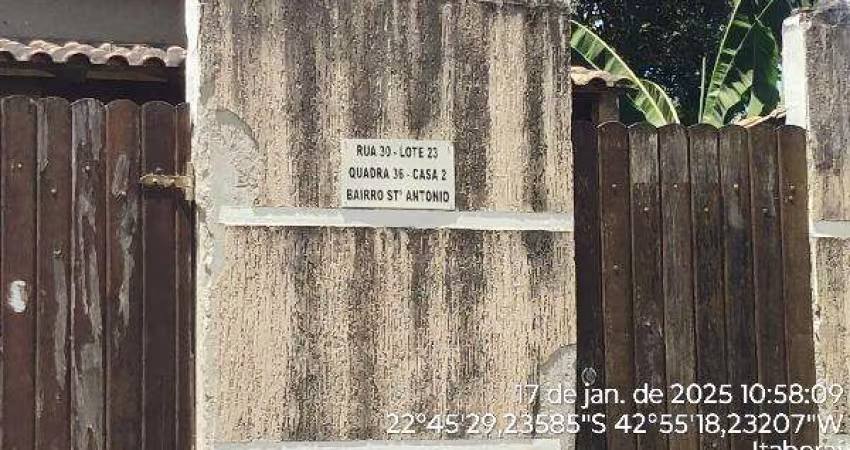 RUA 30 - LOTE 23
QUADRA 36 - CASA 2
BAIRRO STº ANTONIO
17 de jan. de 2025 10:58:09
22°45'29,23585"S 42°55'18,23207"W
Itaboraí